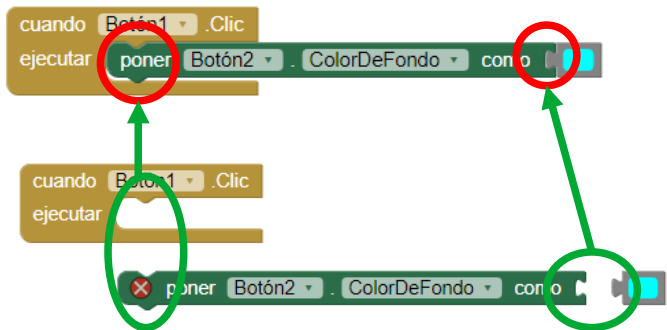 cuando Botón1 .Clic
ejecutar poner Botón2 . ColorDeFondo como
cuando Botón1 .Clic
ejecutar
poner Botón2 . ColorDeFondo como